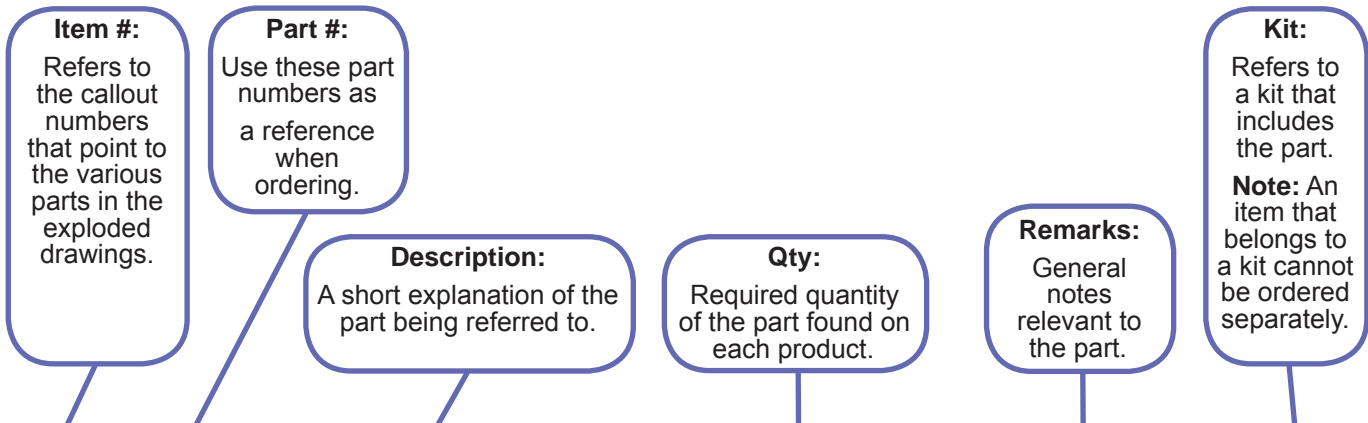 Item #:
Refers to
the callout
numbers
that point to
the various
parts in the
exploded
drawings.
Part #:
Use these part
numbers as
a reference
when
ordering.
Description:
A short explanation of the
part being referred to.
Qty:
Required quantity
of the part found on
each product.
Remarks:
General
notes
relevant to
the part.
Kit:
Refers to
a kit that
includes
the part.
Note: An
item that
belongs to
a kit cannot
be ordered
separately.